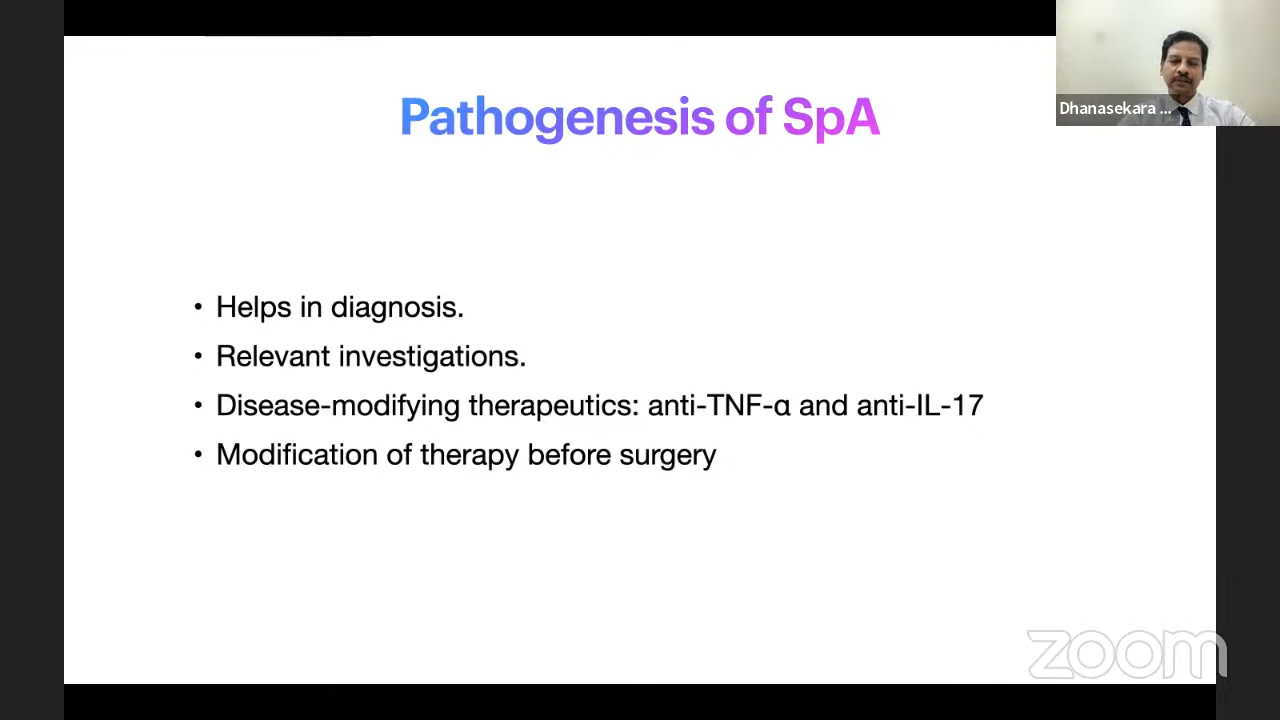 Pathogenesis of SpA
Dhanasekara ...
• Helps in diagnosis.
• Relevant investigations.
• Disease-modifying therapeutics: anti-TNF-α and anti-IL-17
• Modification of therapy before surgery
zoom